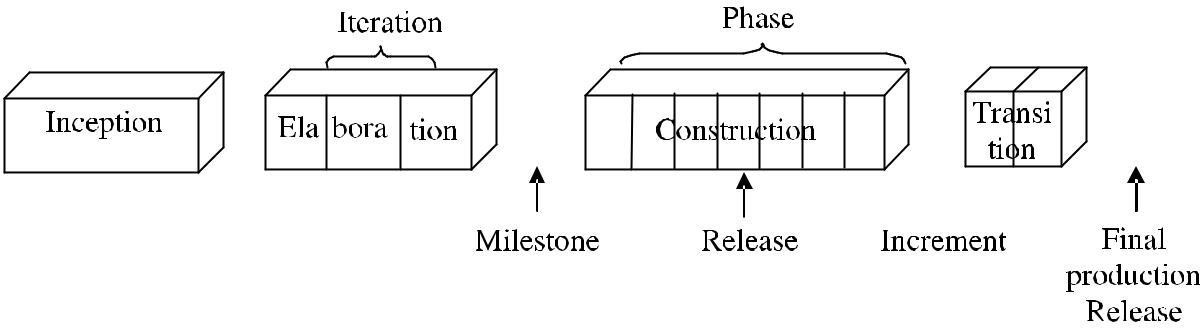 Iteration
Phase
Inception
Ela bora tion
Construction
Transi
tion
Milestone
Release
Increment
Final
production
Release